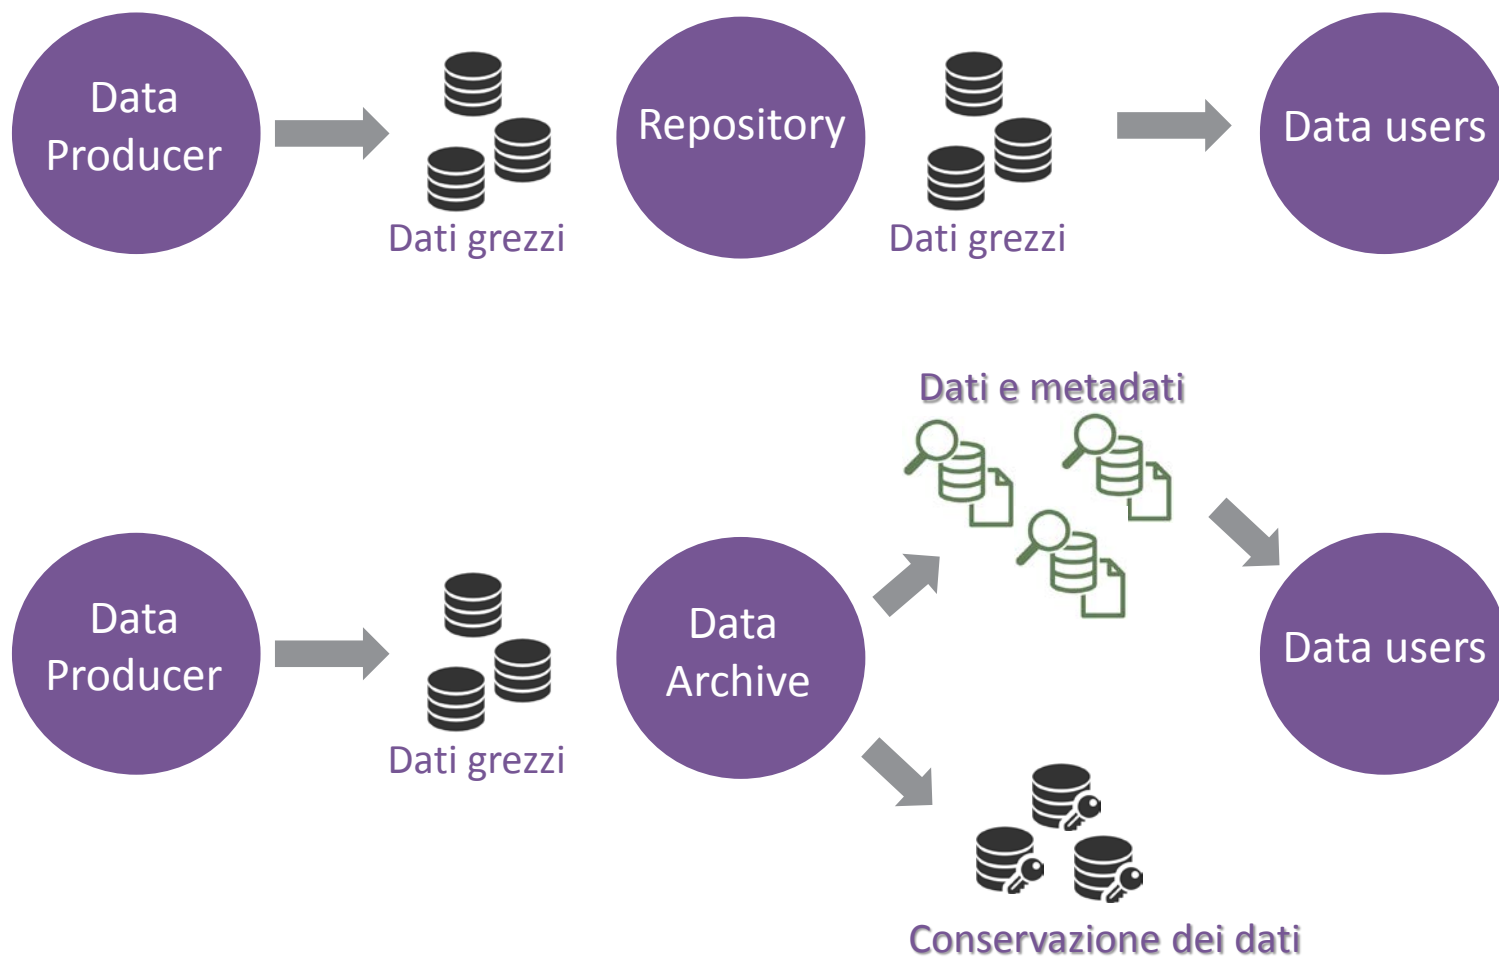 Data
Producer
Dati grezzi
Repository
Dati grezzi
Data users
Dati e metadati
Data
Producer
Dati grezzi
Data
Archive
Data users
Conservazione dei dati